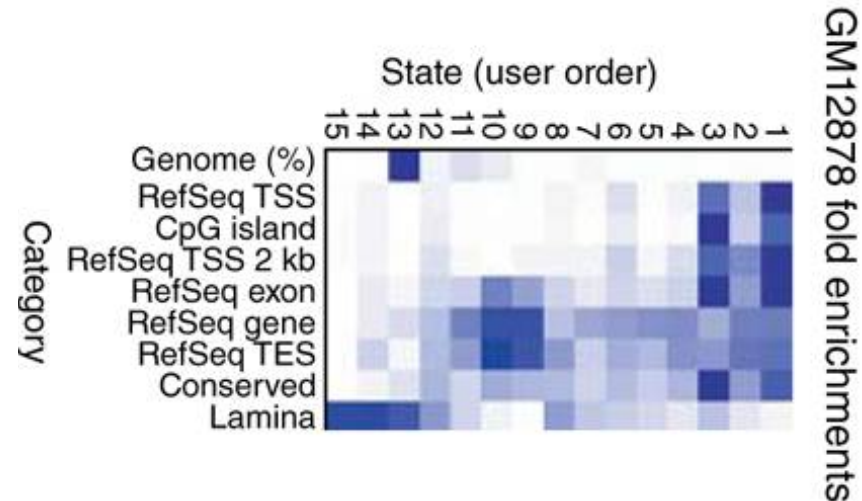 GM12878 fold enrichments
State (user order)
15 14 13 12 11 10 9 8 7 6 5 4 3 2 1
Category
Genome (%)
RefSeq TSS
CpG island
RefSeq TSS 2 kb
RefSeq exon
RefSeq gene
RefSeq TES
Conserved
Lamina